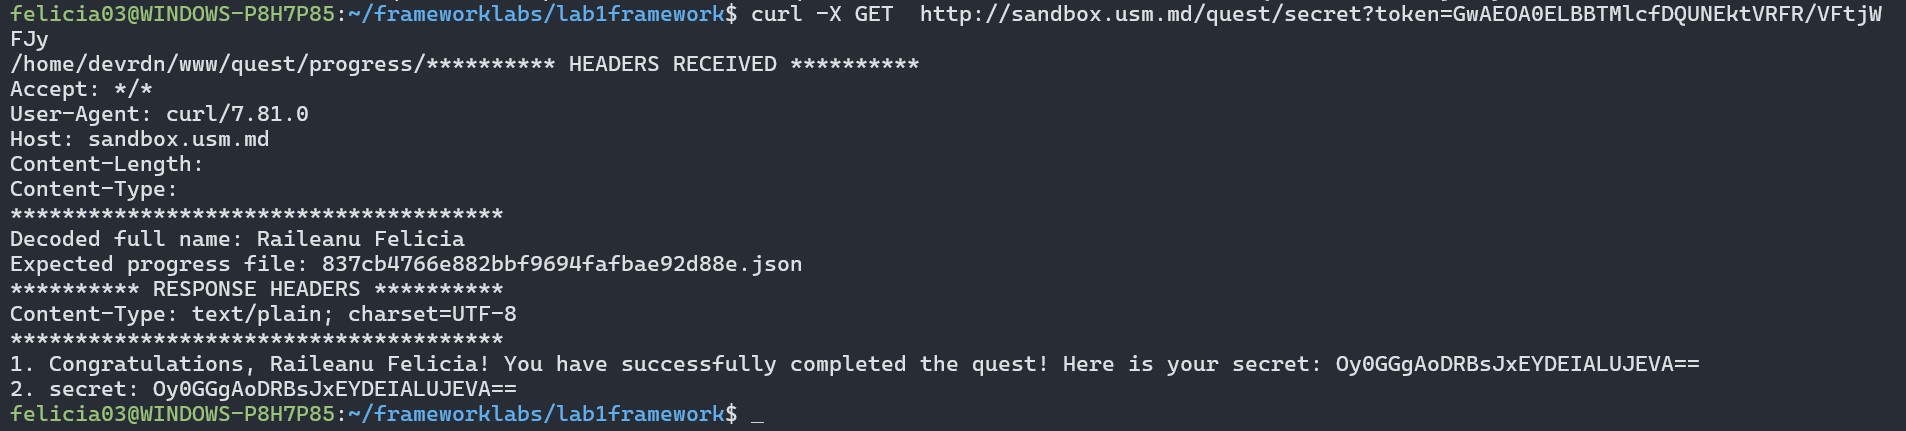 felicia03@WINDOWS-P8H7P85:~/frameworklabs/lab1framework$ curl -X GET  http://sandbox.usm.md/quest/secret?token=GwAEOA0ELBBTMlcfDQUNEktVRFR/VFtjW
FJy
/home/devrdn/www/quest/progress/********** HEADERS RECEIVED **********
Accept: */*
User-Agent: curl/7.81.0
Host: sandbox.usm.md
Content-Length:
Content-Type:
**************************************
Decoded full name: Raileanu Felicia
Expected progress file: 837cb4766e882bbf9694fafbae92d88e.json
********** RESPONSE HEADERS **********
Content-Type: text/plain; charset=UTF-8
**************************************
1. Congratulations, Raileanu Felicia! You have successfully completed the quest! Here is your secret: Oy0GGgAoDRBsJxEYDEIALUJEVA==
2. secret: Oy0GGgAoDRBsJxEYDEIALUJEVA==
felicia03@WINDOWS-P8H7P85:~/frameworklabs/lab1framework$ _